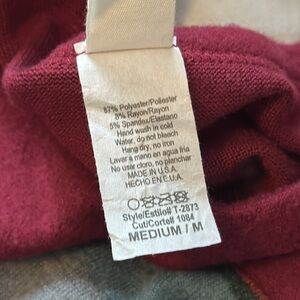 87% Polyester/Poliester
8% Rayon/Rayon
5% Spandex/Elastano
Hand wash in cold
Water, do not bleach
Hang dry, no iron
Lavar a mano en agua fria
No usar cloro, no planchar
MADE IN U.S.A.
HECHO EN E.U.A.
Style/Estilo# T-2873
Cut/Corte# 1084
MEDIUM / M